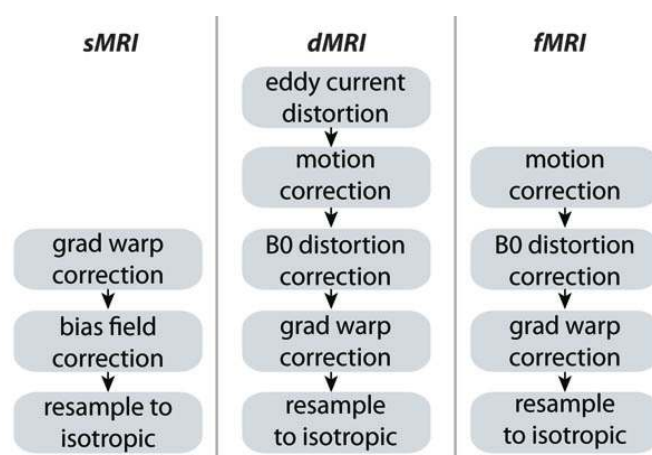 sMRI
grad warp
correction
bias field
correction
resample to
isotropic
dMRI
eddy current
distortion
motion
correction
B0 distortion
correction
grad warp
correction
resample
to isotropic
fMRI
motion
correction
B0 distortion
correction
grad warp
correction
resample
to isotropic